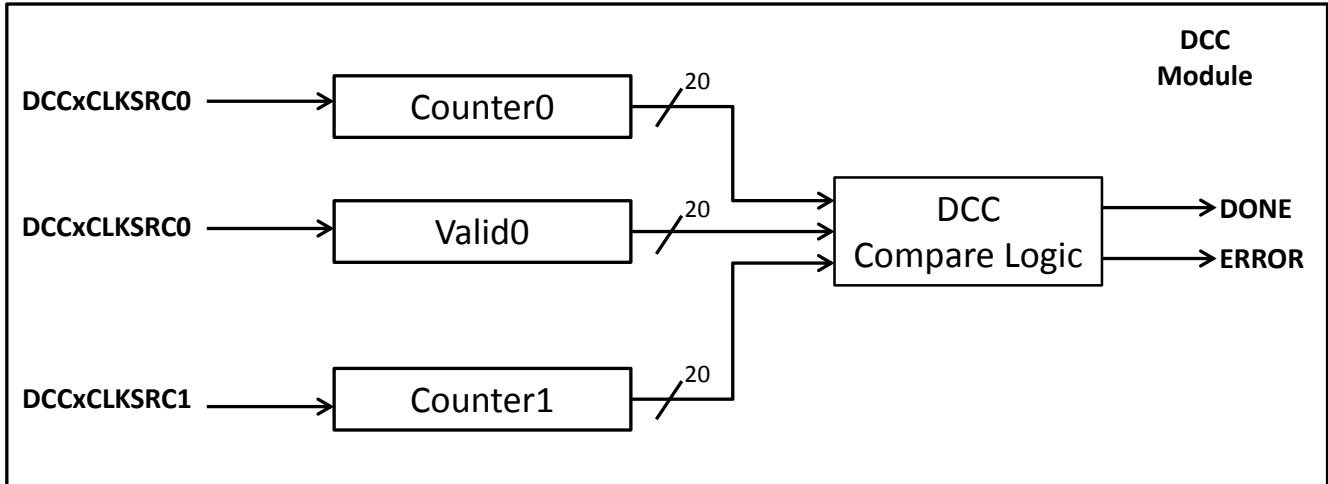 DCC
Module
DCCxCLKSRC0
Counter0
20
DCCxCLKSRC0
Valid0
20
DCC
Compare Logic
DONE
ERROR
DCCxCLKSRC1
Counter1
20